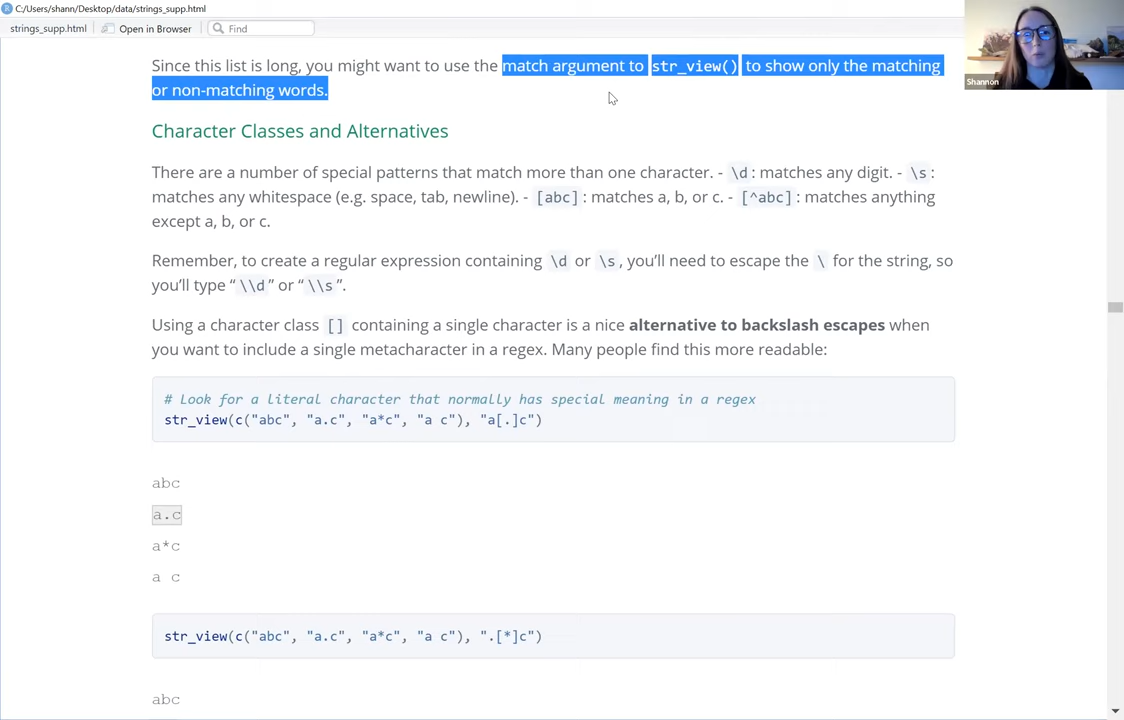 C:/Users/shann/Desktop/data/strings_supp.html
strings_supp.html Open in Browser Find
Shannon
Since this list is long, you might want to use the match argument to str_view() to show only the matching
or non-matching words.
Character Classes and Alternatives
There are a number of special patterns that match more than one character. - \d: matches any digit. - \s:
matches any whitespace (e.g. space, tab, newline). - [abc]: matches a, b, or c. - [^abc]: matches anything
except a, b, or c.
Remember, to create a regular expression containing \d or \s, you’ll need to escape the \ for the string, so
you’ll type “\\d” or “\\s”.
Using a character class [] containing a single character is a nice alternative to backslash escapes when
you want to include a single metacharacter in a regex. Many people find this more readable:
# Look for a literal character that normally has special meaning in a regex
str_view(c("abc", "a.c", "a*c", "a c"), "a[.]c")
abc
a.c
a*c
a c
str_view(c("abc", "a.c", "a*c", "a c"), ".[*]c")
abc